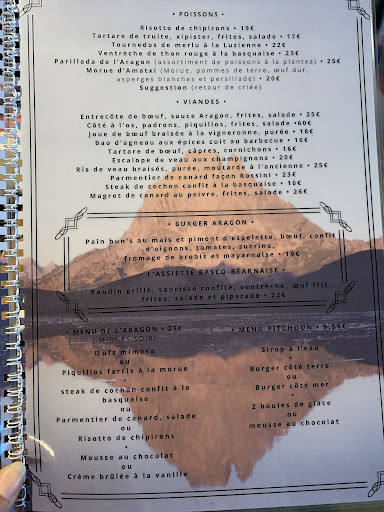 • POISSONS •
Risotto de chipirons • 19€
Tartare de truite, xipister, frites, salade • 17€
Tournedos de merlu à la Luzienne • 22€
Ventrèche de thon rouge à la basquaise • 23€
Parillada de l'Aragon (assortiment de poissons à la plantxa) • 25€
Morue d'Amatxi (Morue, pommes de terre, œuf dur,
asperges blanches et persillade) • 20€
Suggestion (retour de criée)
• VIANDES •
Entrecôte de bœuf, sauce Aragon, frites, salade • 25€
Côte à l'os, padrons, piquillos, frites, salade •60€
Joue de bœuf braisée à la vigneronne, purée • 18€
Bao d'agneau aux épices cuit au barbecue • 16€
Tartare de bœuf, câpres, cornichons • 16€
Escalope de veau aux champignons • 20€
Ris de veau braisés, purée, moutarde à l'ancienne • 25€
Parmentier de canard façon Rossini • 23€
Steak de cochon confit à la basquaise • 16€
Magret de canard au poivre, frites, salade • 26€
• BURGER ARAGON •
Pain bun's au maïs et piment d'espelette, bœuf, confit
d'oignons, tomates, sucrine,
fromage de brebis et mayarnaise • 19€
• L'ASSIETTE BASCO-BÉARNAISE •
Boudin grillé, saucisse confite, ventrèche, œuf frit,
frites, salade et piperade • 22€
• MENU DE L'ARAGON • 25€
(MIDI ET SOIR)
Œufs mimosa
ou
Piquillos farcis à la morue
•
steak de cochon confit à la
basquaise
ou
Parmentier de canard, salade
ou
Risotto de chipirons
•
Mousse au chocolat
ou
Crème brûlée à la vanille
• MENU PITCHOUN • 9,50€
Sirop à l'eau
•
Burger côté terre
ou
Burger côté mer
•
2 boules de glace
ou
mousse au chocolat